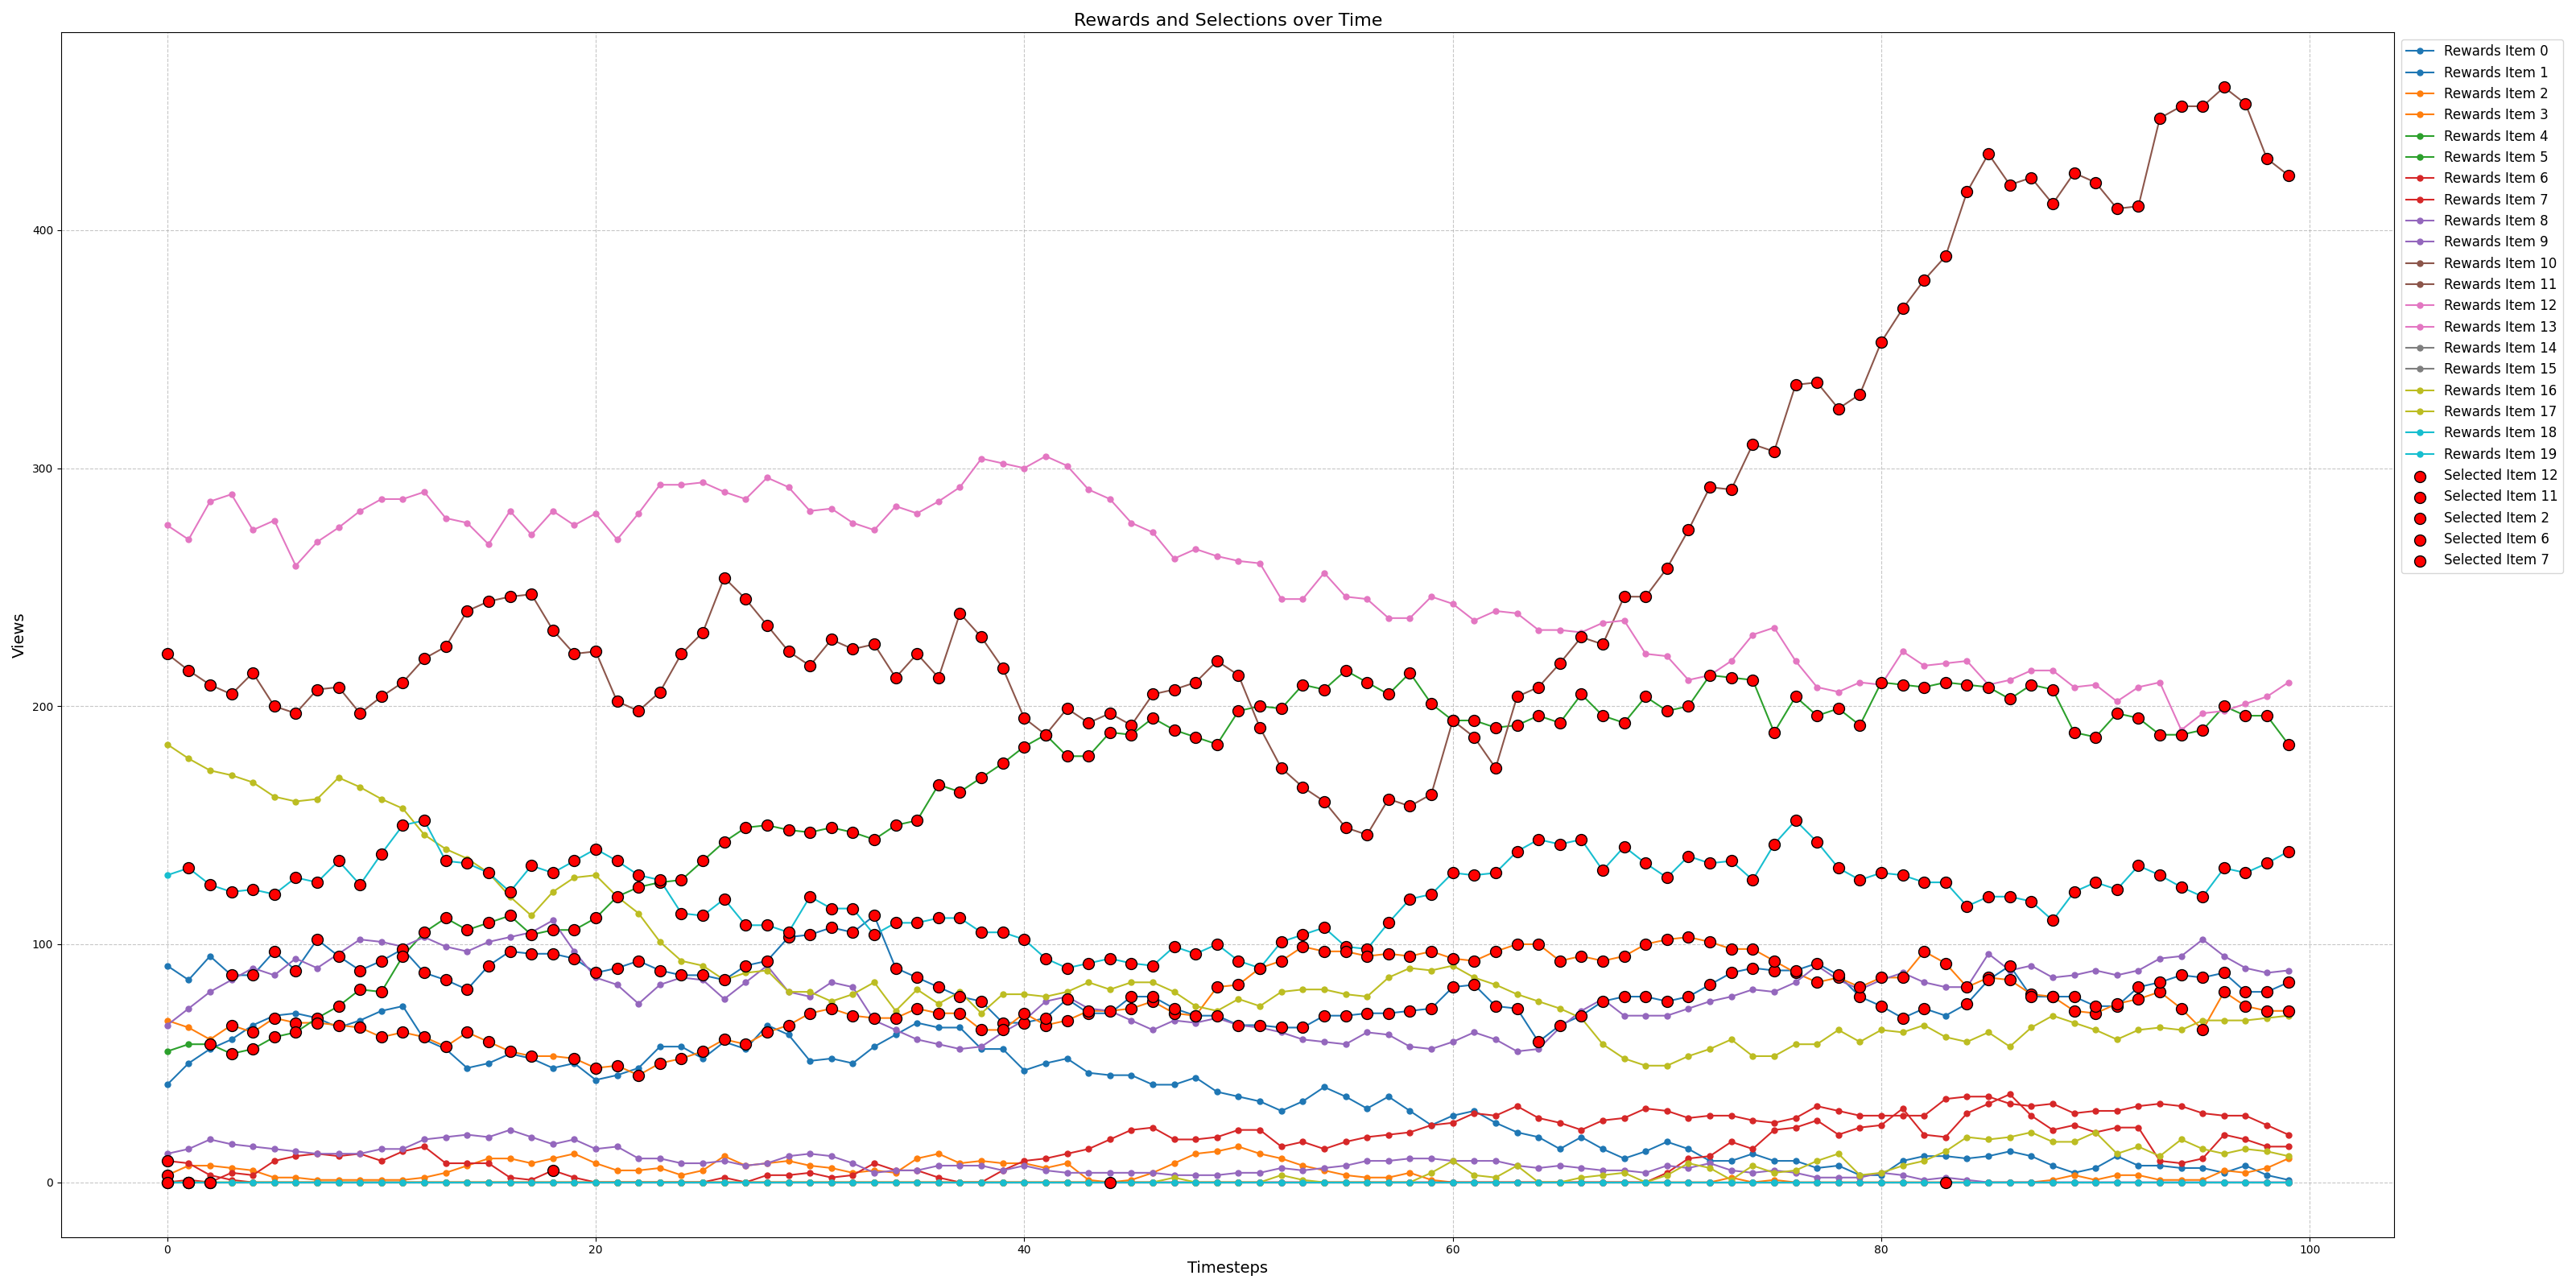 Rewards and Selections over Time
Views
400
300
200
100
0
0
20
40
60
80
100
Timesteps
Rewards Item 0
Rewards Item 1
Rewards Item 2
Rewards Item 3
Rewards Item 4
Rewards Item 5
Rewards Item 6
Rewards Item 7
Rewards Item 8
Rewards Item 9
Rewards Item 10
Rewards Item 11
Rewards Item 12
Rewards Item 13
Rewards Item 14
Rewards Item 15
Rewards Item 16
Rewards Item 17
Rewards Item 18
Rewards Item 19
Selected Item 12
Selected Item 11
Selected Item 2
Selected Item 6
Selected Item 7